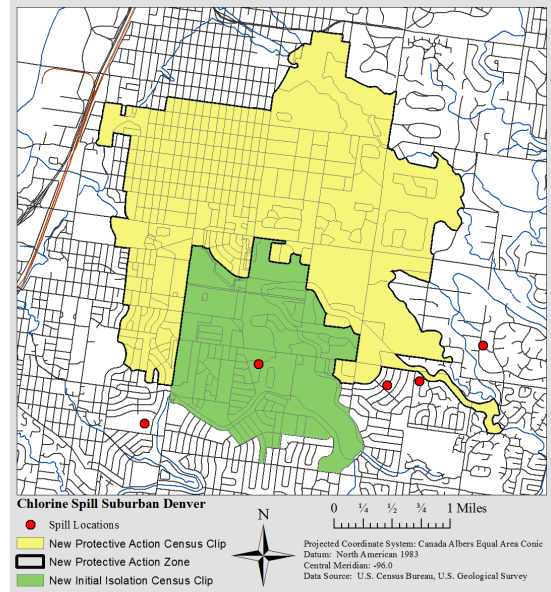 Chlorine Spill Suburban Denver
Spill Locations
New Protective Action Census Clip
New Protective Action Zone
New Initial Isolation Census Clip
N
0 ¼ ½ ¾ 1 Miles
Projected Coordinate System: Canada Albers Equal Area Conic
Datum: North American 1983
Central Meridian: -96.0
Data Source: U.S. Census Bureau, U.S. Geological Survey